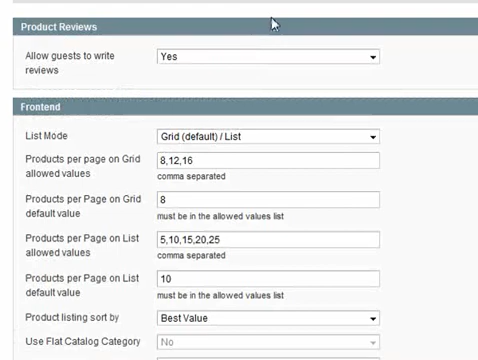 Product Reviews
Allow guests to write
reviews
Yes
Frontend
List Mode
Grid (default) / List
Products per page on Grid
allowed values
8,12,16
comma separated
Products per Page on Grid
default value
8
must be in the allowed values list
Products per Page on List
allowed values
5,10,15,20,25
comma separated
Products per Page on List
default value
10
must be in the allowed values list
Product listing sort by
Best Value
Use Flat Catalog Category
No